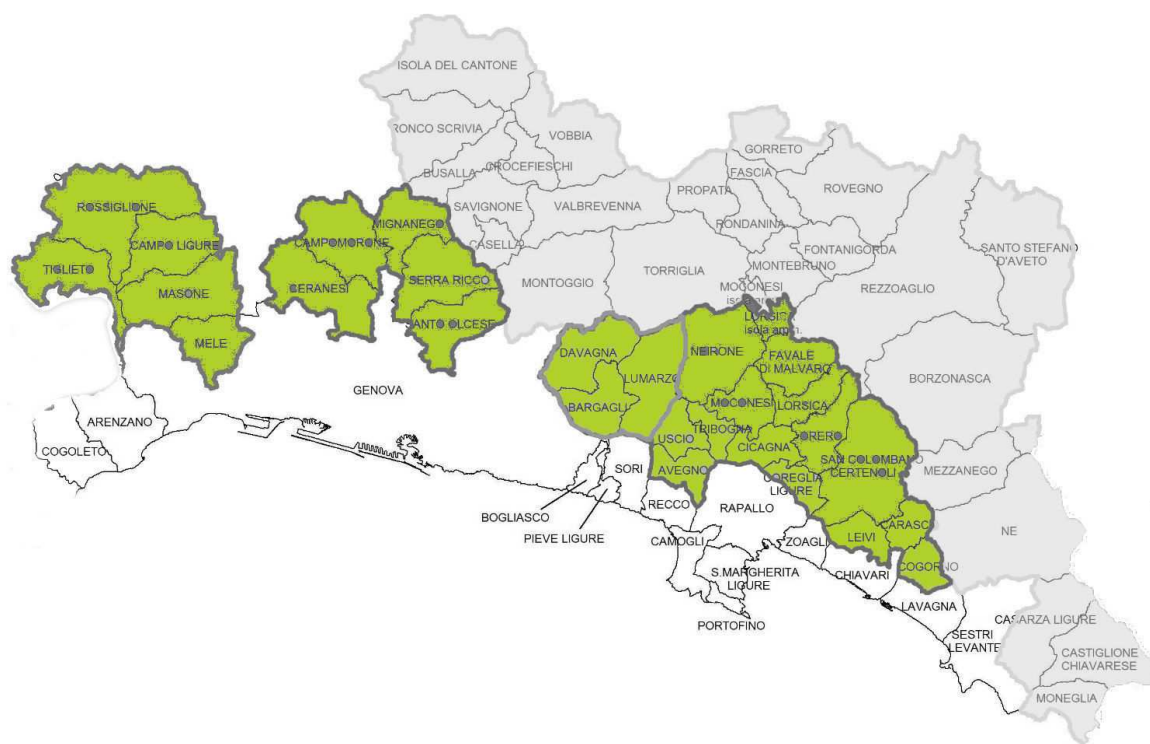 ISOLA DEL CANTONE
RONCO SCRIVIA
VOBBIA
CROCEFIESCHI
BUSALLA
GORRETO
FASCIA
ROVEGNO
PROPATA
RONDANINA
SAVIGNONE
VALBREVENNA
CASELLA
FONTANIGORDA
MONTEBRUNO
SANTO STEFANO
D'AVETO
REZZOAGLIO
MONTOGGIO
TORRIGLIA
MOCONESI
LORSICA
isola amm.
ROSSIGLIONE
CAMPO LIGURE
TIGLIETO
MASONE
MELE
MIGNANEGO
CAMPOMORONE
CERANESI
SERRA RICCO
SANTO OLCESE
DAVAGNA
LUMARZO
BARGAGLI
NEIRONE
FAVALE
DI MALVARO
MOCONESI
LORSICA
TRIBOGNA
USCIO
CICAGNA
ORERO
AVEGNO
COREGLIA
LIGURE
SAN COLOMBANO
CERTENOLI
BORZONASCA
MEZZANEGO
NE
CARASCO
LEIVI
COGORNO
GENOVA
ARENZANO
COGOLETO
SORI
RECCO
BOGLIASCO
PIEVE LIGURE
RAPALLO
CAMOGLI
ZOAGLI
S.MARGHERITA
LIGURE
CHIAVARI
PORTOFINO
LAVAGNA
SESTRI
LEVANTE
CASARZA LIGURE
CASTIGLIONE
CHIAVARESE
MONEGLIA